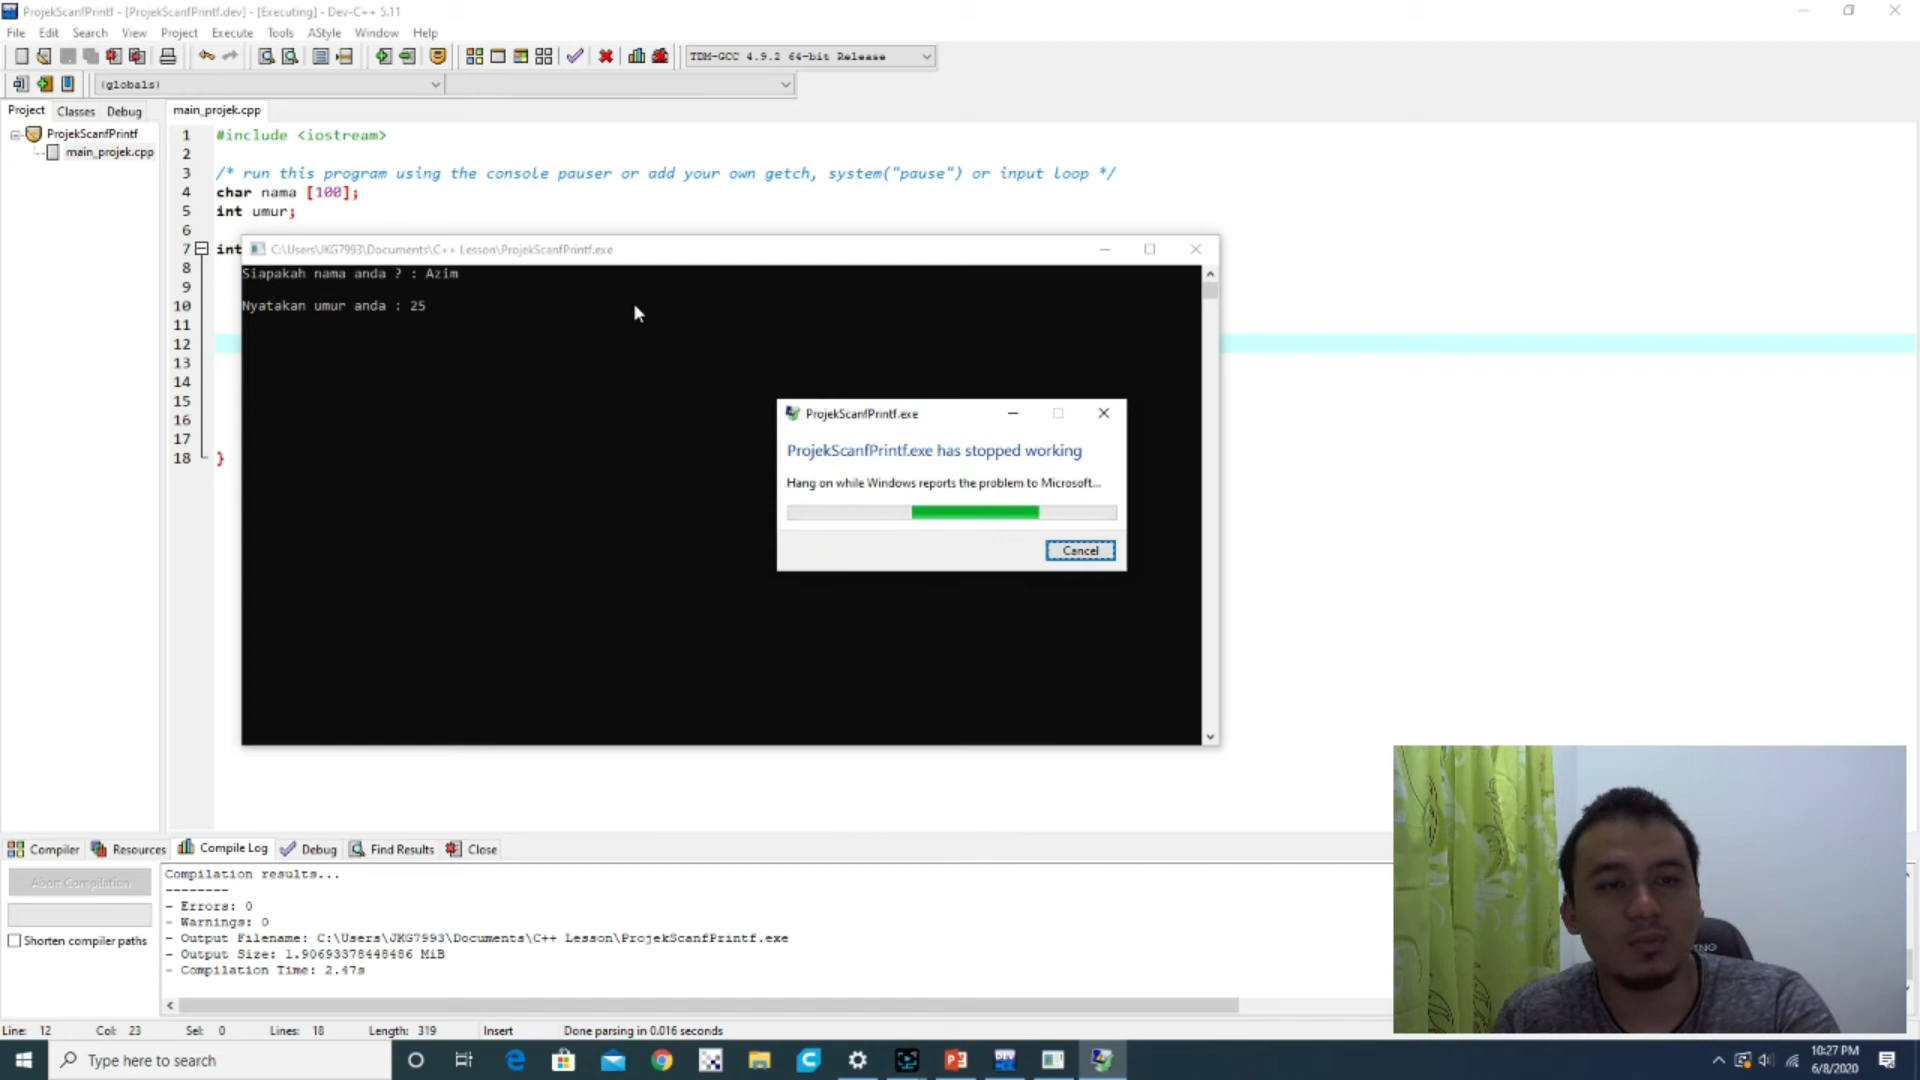 ProjekScanfPrintf - [ProjekScanfPrintf.dev] - [Executing] - Dev-C++ 5.11
File Edit Search View Project Execute Tools AStyle Window Help
TDM-GCC 4.9.2 64-bit Release
(globals)
Project Classes Debug
main_projek.cpp
ProjekScanfPrintf
main_projek.cpp
1 #include <iostream>
2
3 /* run this program using the console pauser or add your own getch, system("pause") or input loop */
4 char nama [100];
5 int umur;
6
7 int
8
9
10
11
12
13
14
15
16
17
18 }
C:\Users\JKG7993\Documents\C++ Lesson\ProjekScanfPrintf.exe
Siapakah nama anda ? : Azim
Nyatakan umur anda : 25
ProjekScanfPrintf.exe
ProjekScanfPrintf.exe has stopped working
Hang on while Windows reports the problem to Microsoft...
Cancel
Compiler Resources Compile Log Debug Find Results Close
Abort Compilation
Shorten compiler paths
Compilation results...
--------
- Errors: 0
- Warnings: 0
- Output Filename: C:\Users\JKG7993\Documents\C++ Lesson\ProjekScanfPrintf.exe
- Output Size: 1.90693378448486 MiB
- Compilation Time: 2.47s
Line: 12 Col: 23 Sel: 0 Lines: 18 Length: 319 Insert Done parsing in 0.016 seconds
Type here to search
DEV
10:27 PM
6/8/2020